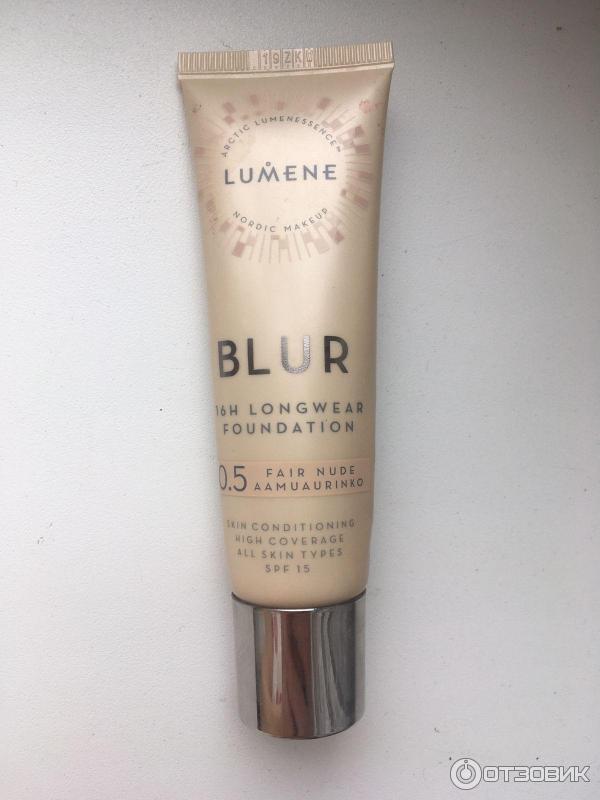 ARCTIC LUMENESSENCE™
LUMENE
NORDIC MAKEUP
BLUR
16H LONGWEAR
FOUNDATION
0.5 FAIR NUDE
AAMUAURINKO
SKIN CONDITIONING
HIGH COVERAGE
ALL SKIN TYPES
SPF 15
ОТЗОВИК